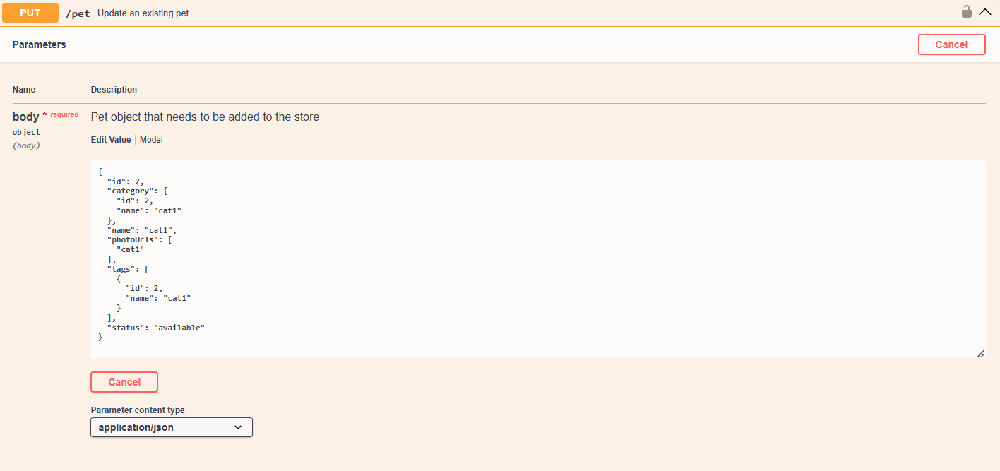 PUT /pet Update an existing pet
Parameters Cancel
Name Description
body * required Pet object that needs to be added to the store
object
(body)
Edit Value Model
{
  "id": 2,
  "category": {
    "id": 2,
    "name": "cat1"
  },
  "name": "cat1",
  "photoUrls": [
    "cat1"
  ],
  "tags": [
    {
      "id": 2,
      "name": "cat1"
    }
  ],
  "status": "available"
}
Cancel
Parameter content type
application/json